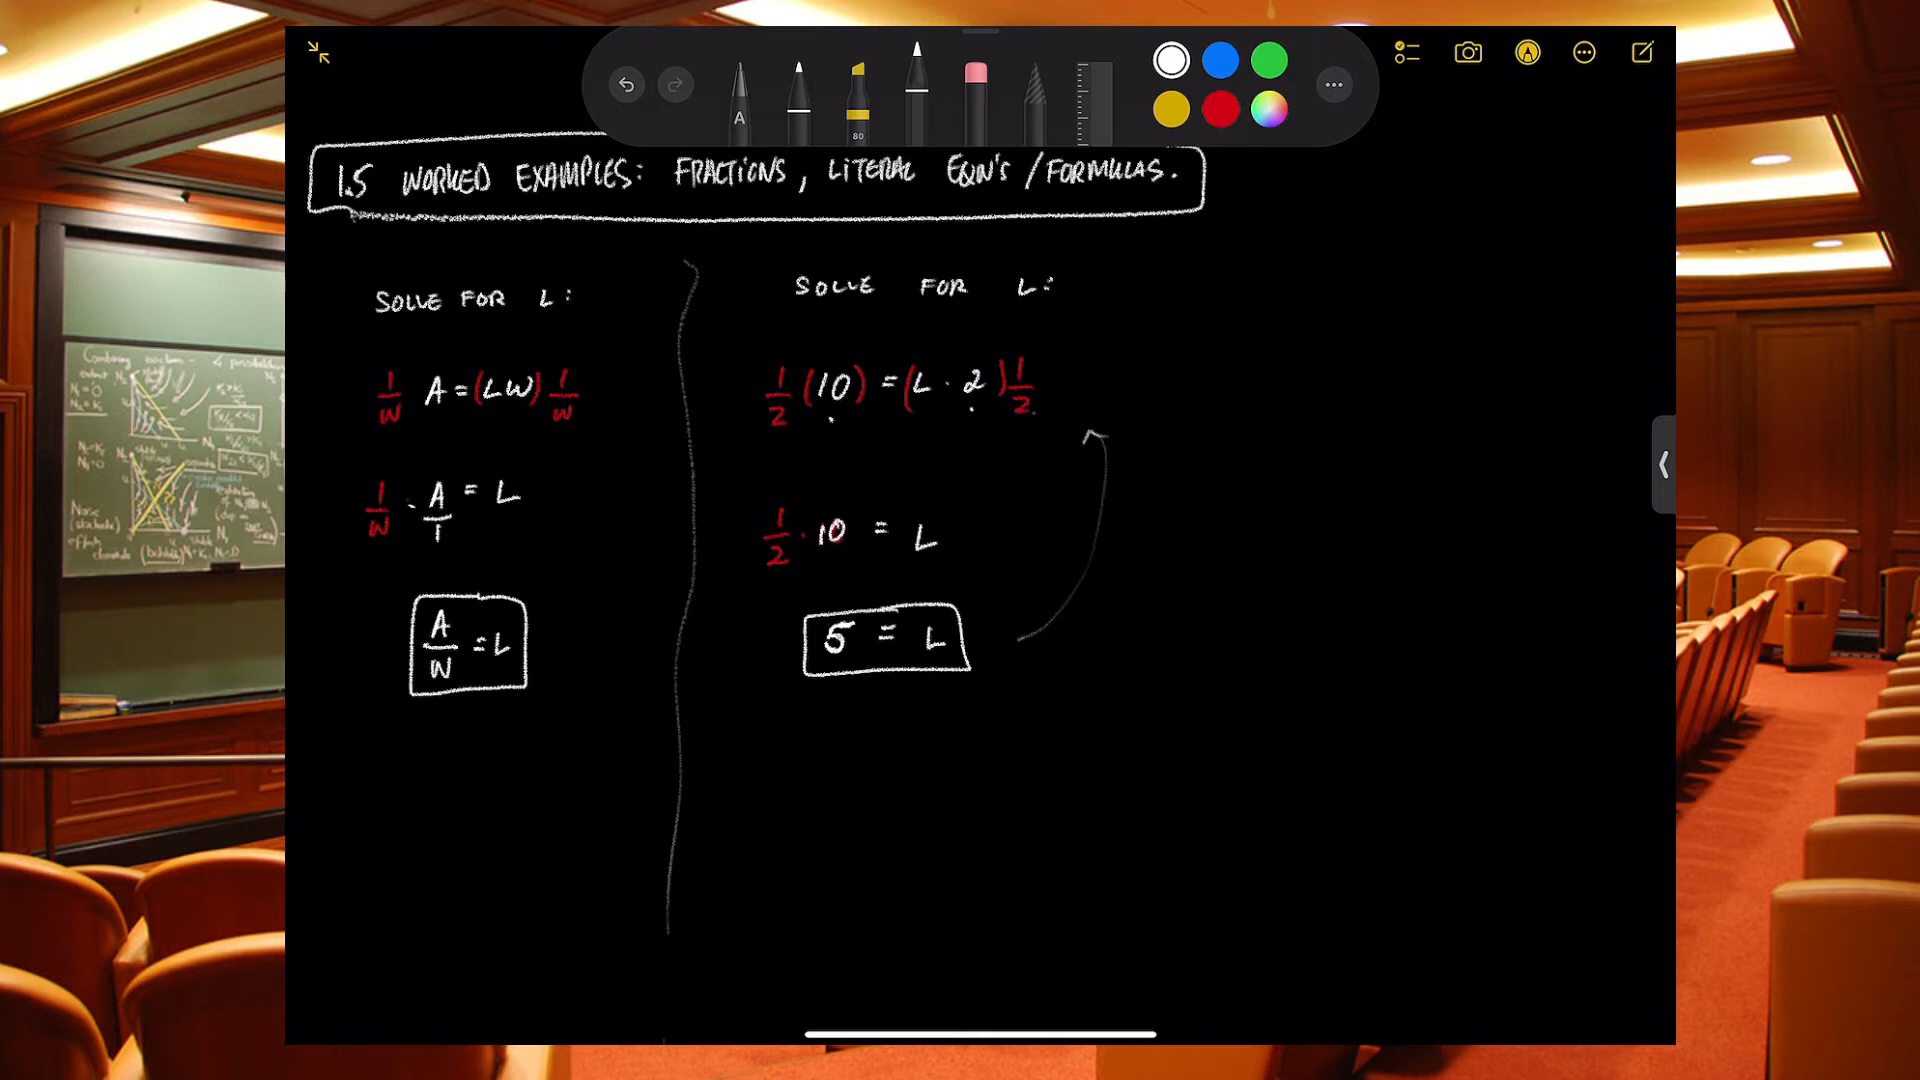 1.5 WORKED EXAMPLES: FRACTIONS, LITERAL EQN'S/FORMULAS.
SOLVE FOR L:
1/W A = (LW) 1/W
1/W · A/1 = L
A/W = L
SOLVE FOR L:
1/2 (10) = (L · 2) 1/2
1/2 · 10 = L
5 = L
A
80